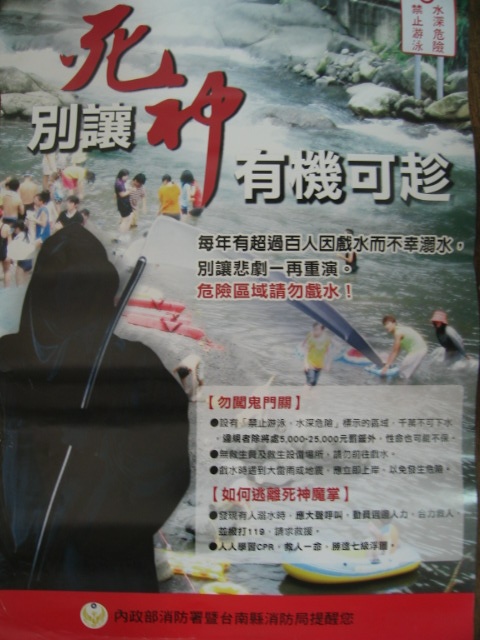 水深危險
禁止游泳
別讓死神
有機可趁
每年有超過百人因戲水而不幸溺水，
別讓悲劇一再重演。
危險區域請勿戲水！
【勿闖鬼門關】
●設有「禁止游泳，水深危險」標示的區域，千萬不可下水
，違規者除將處5,000-25,000元罰鍰外，性命也可能不保。
●無救生員及救生設備場所，請勿前往戲水。
●戲水時遇到大雷雨或地震，應立即上岸，以免發生危險。
【如何逃離死神魔掌】
●發現有人溺水時，應大聲呼叫，動員週邊人力，合力救人，
並撥打119，請求救援。
●人人學習CPR，救人一命，勝造七級浮圖。
內政部消防署暨台南縣消防局提醒您